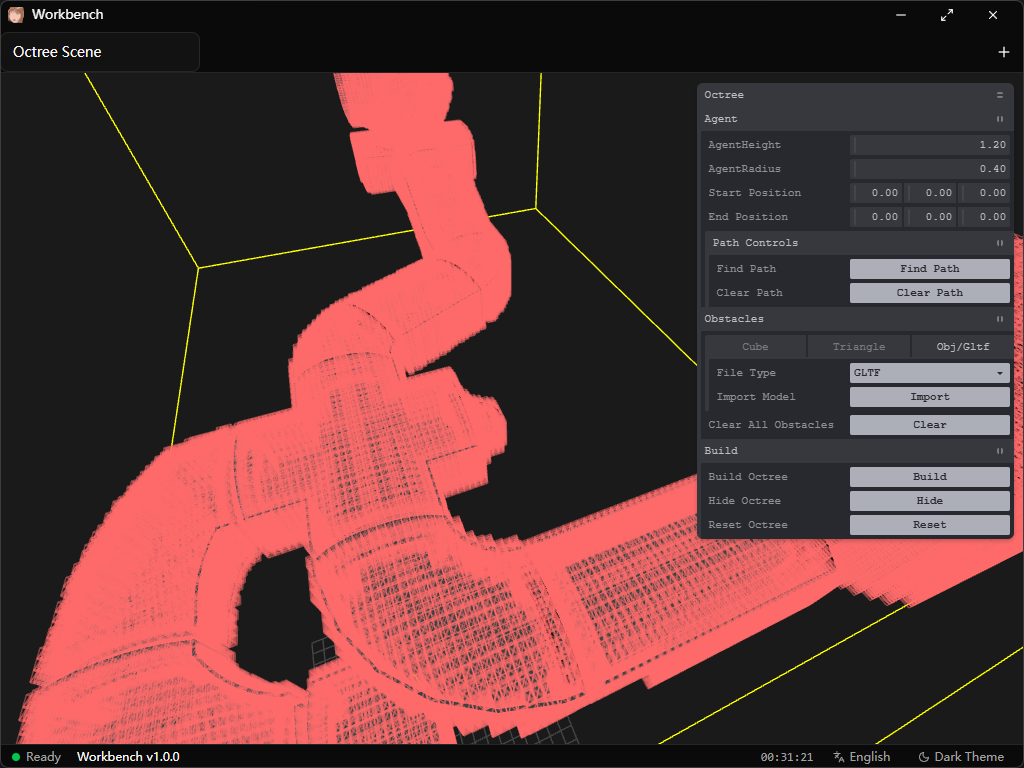 Workbench
Octree Scene
Octree
Agent
AgentHeight 1.20
AgentRadius 0.40
Start Position 0.00 0.00 0.00
End Position 0.00 0.00 0.00
Path Controls
Find Path Find Path
Clear Path Clear Path
Obstacles
Cube Triangle Obj/Gltf
File Type GLTF
Import Model Import
Clear All Obstacles Clear
Build
Build Octree Build
Hide Octree Hide
Reset Octree Reset
Ready Workbench v1.0.0 00:31:21 English Dark Theme